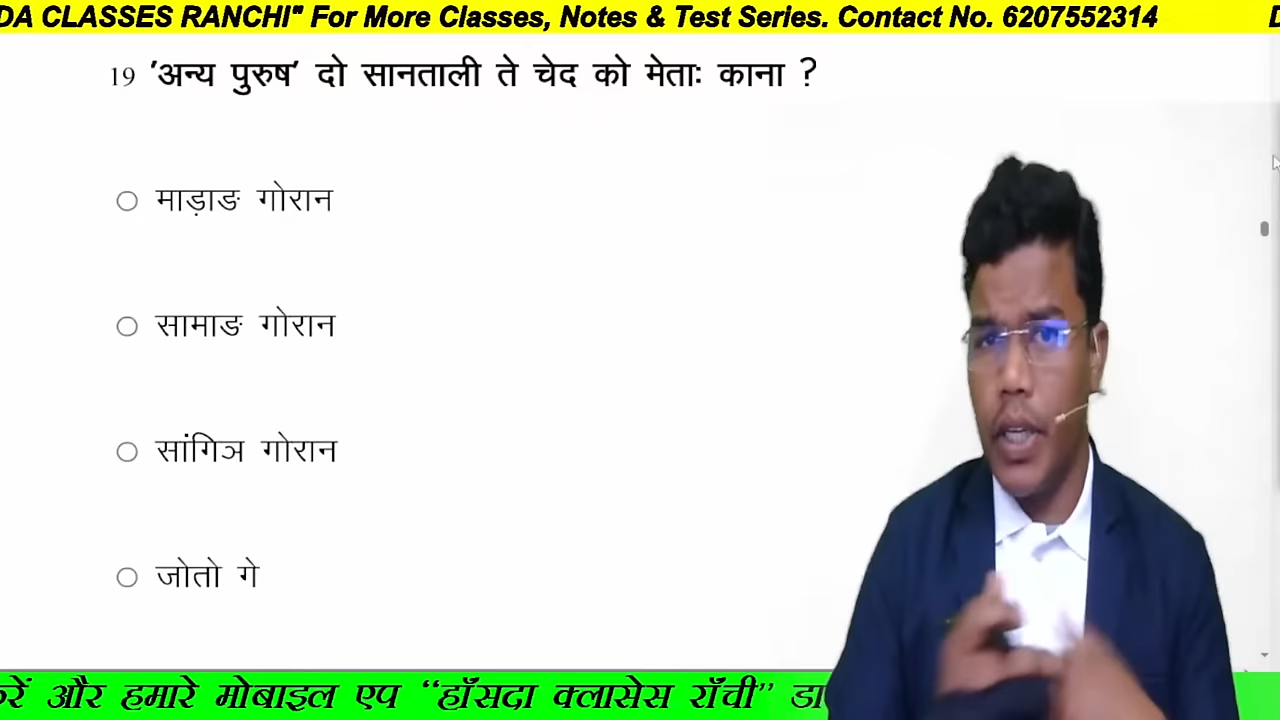 DA CLASSES RANCHI" For More Classes, Notes & Test Series. Contact No. 6207552314
19 'अन्य पुरुष' दो सानताली ते चेद को मेताः काना ?
माड़ाङ गोरान
सामाङ गोरान
सांगिञ गोरान
जोतो गे
रें और हमारे मोबाइल एप “हाँसदा क्लासेस राँची” डा